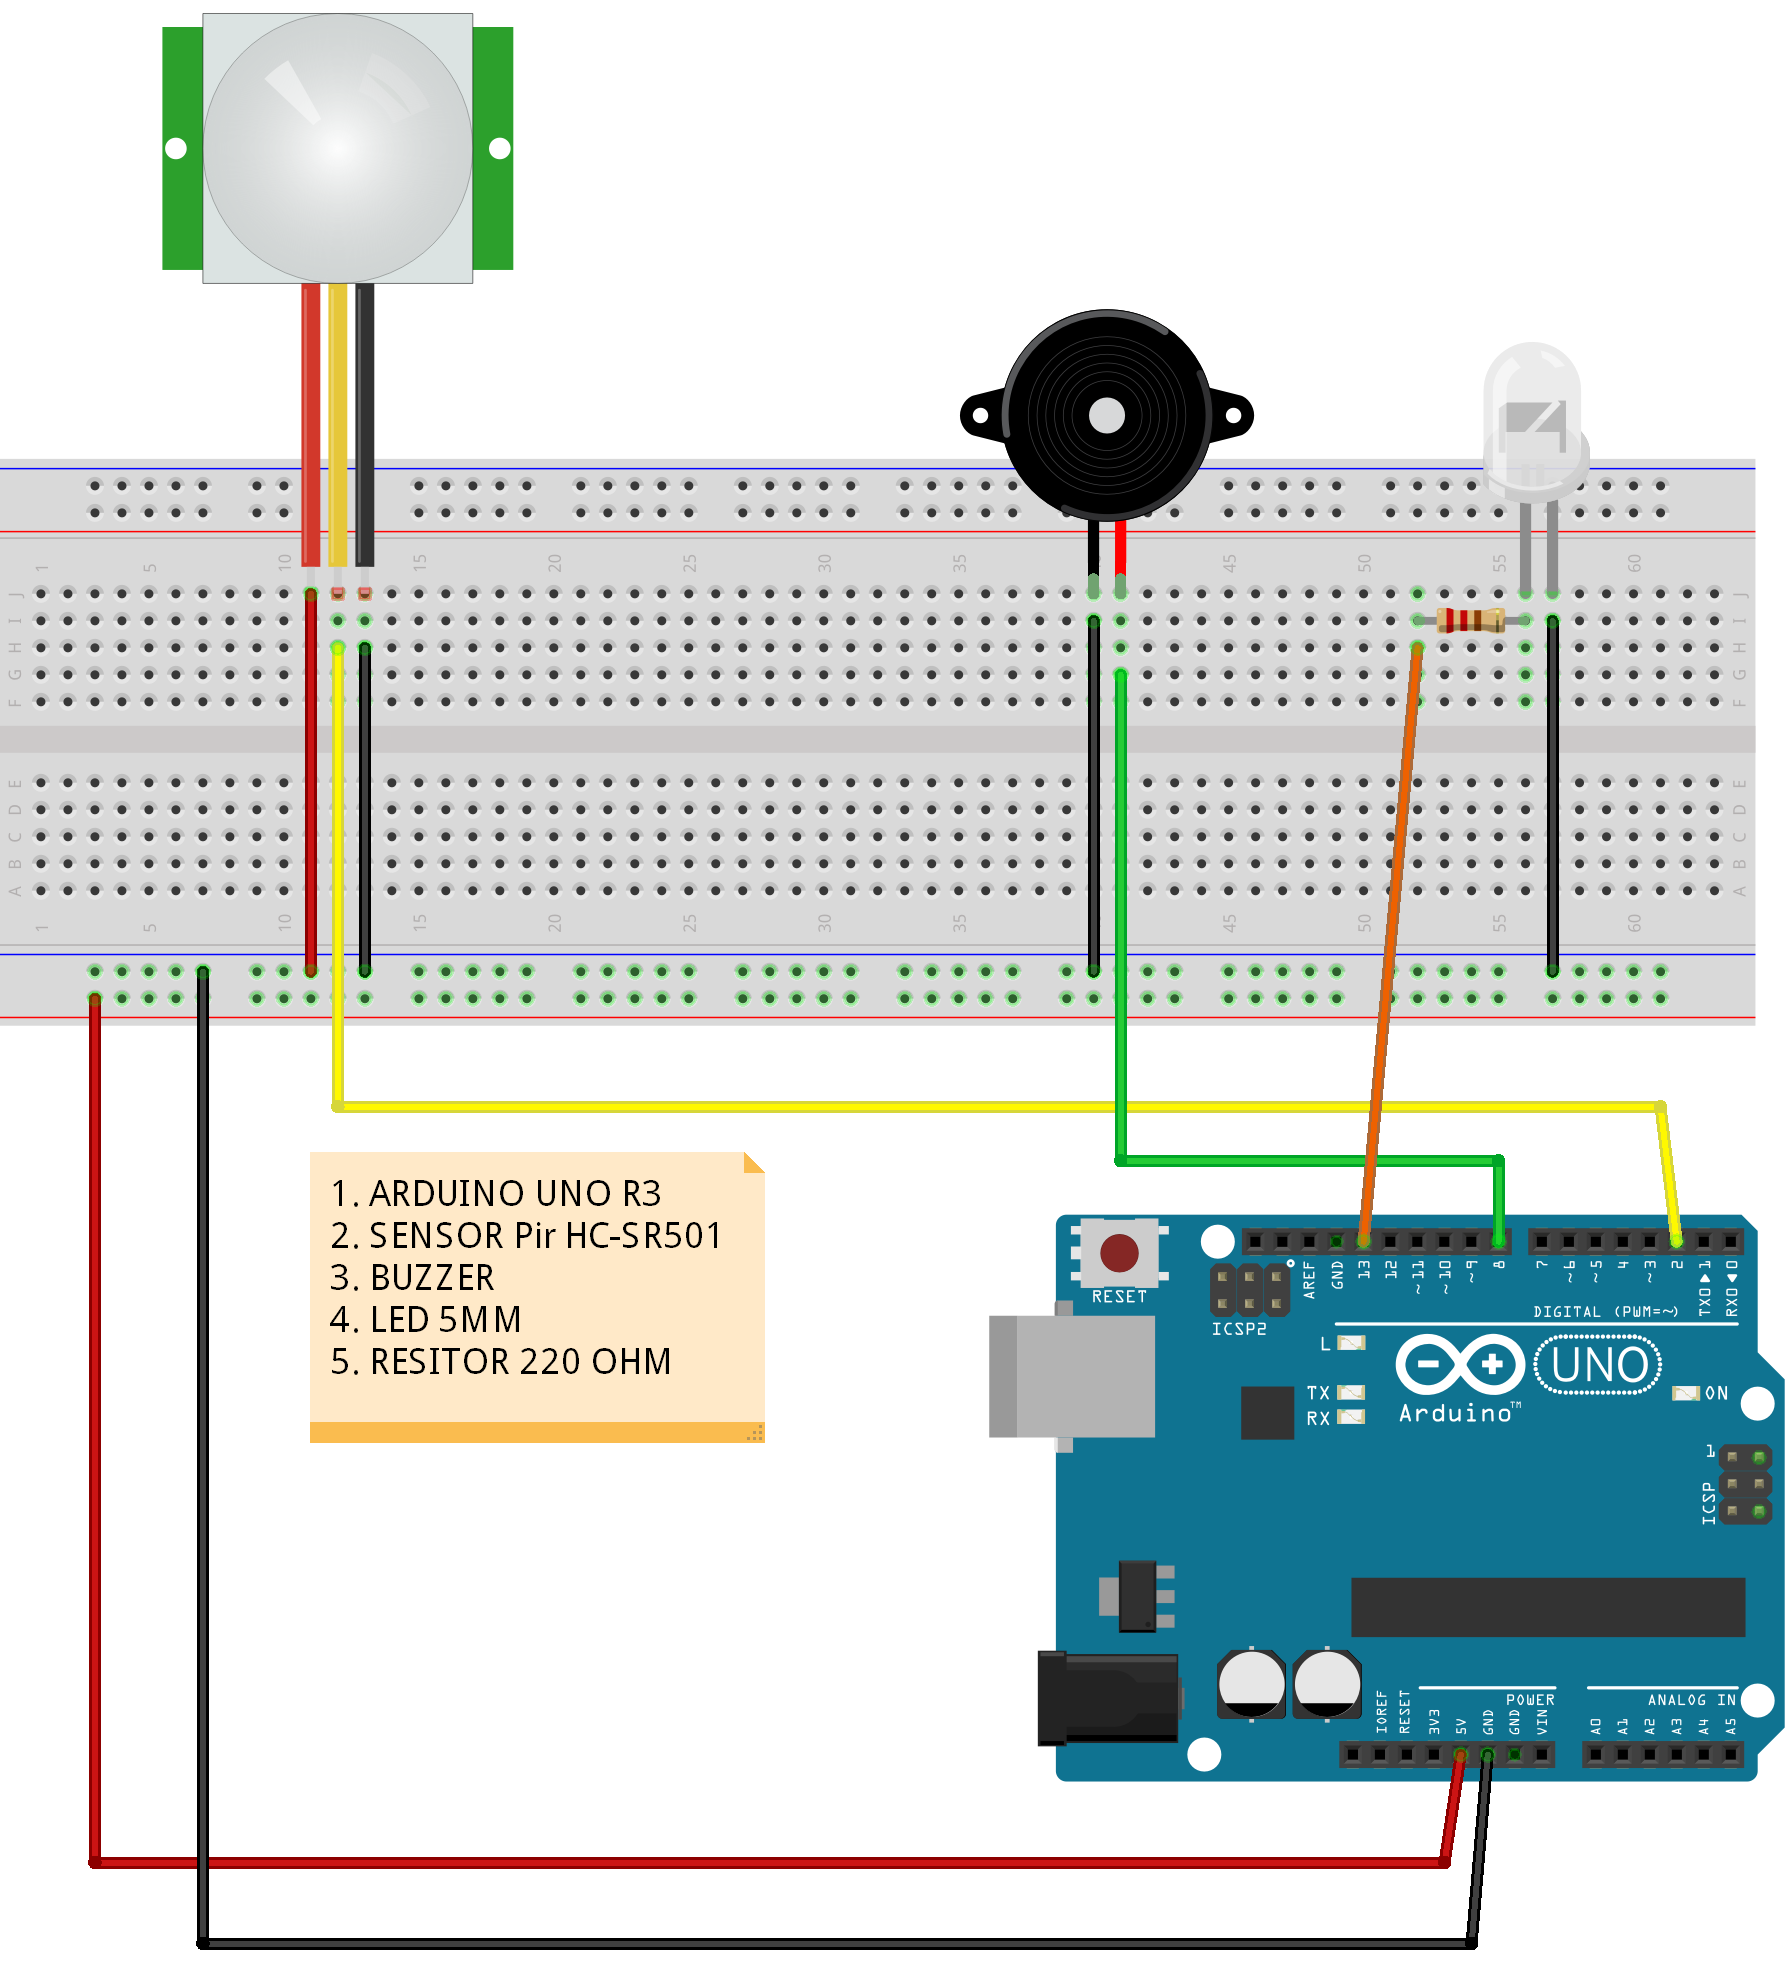 1 5 10 15 20 25 30 35 45 50 55 60
J J
I I
H H
G G
F F
E E
D D
C C
B B
A A
1 5 10 15 20 25 30 35 45 50 55 60
1. ARDUINO UNO R3
2. SENSOR Pir HC-SR501
3. BUZZER
4. LED 5MM
5. RESITOR 220 OHM
RESET
ICSP2
AREF
GND
13
12
~11
~10
~9
8
7
~6
~5
4
~3
2
TX0▶1
RX0◀0
DIGITAL (PWM=~)
L
TX
RX
UNO
Arduino™
ON
1
ICSP
POWER
ANALOG IN
IOREF
RESET
3V3
5V
GND
GND
VIN
A0
A1
A2
A3
A4
A5